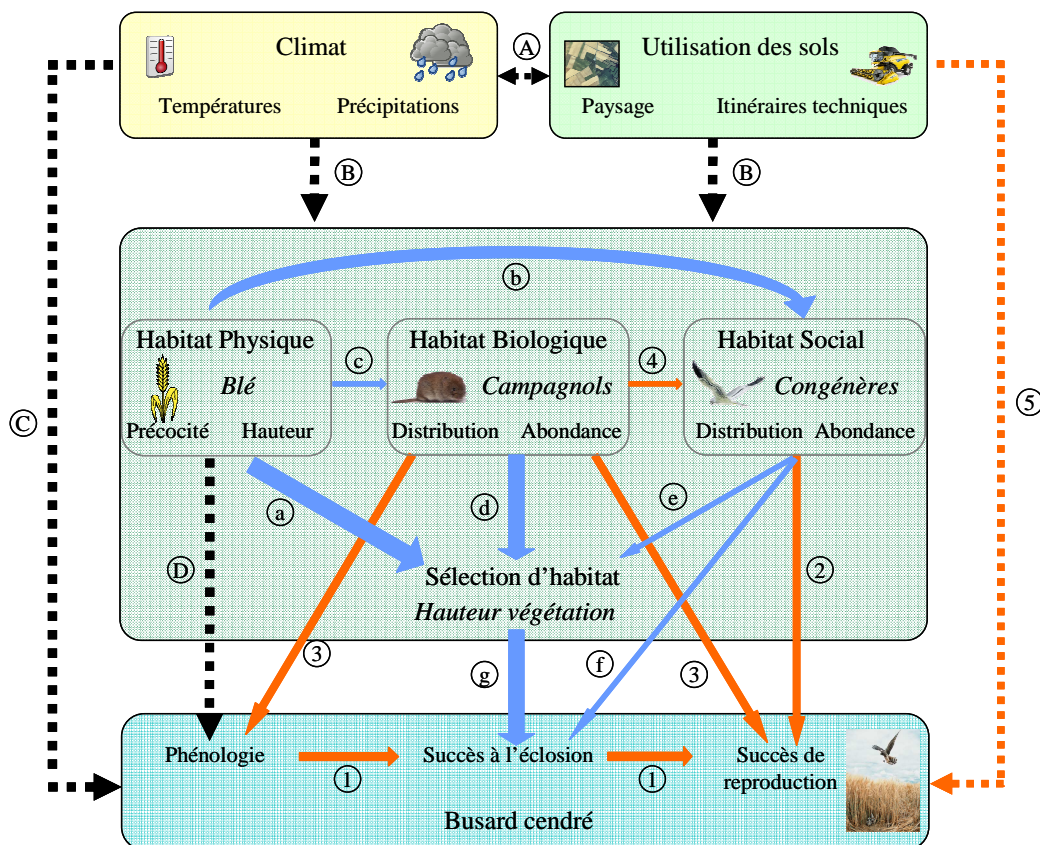 Climat
Températures
Précipitations
A
Utilisation des sols
Paysage
Itinéraires techniques
B
B
b
Habitat Physique
Blé
Précocité
Hauteur
c
Habitat Biologique
Campagnols
Distribution
Abondance
4
Habitat Social
Congénères
Distribution
Abondance
C
5
a
d
e
D
2
Sélection d'habitat
Hauteur végétation
3
g
f
3
Phénologie
1
Succès à l'éclosion
1
Succès de
reproduction
Busard cendré